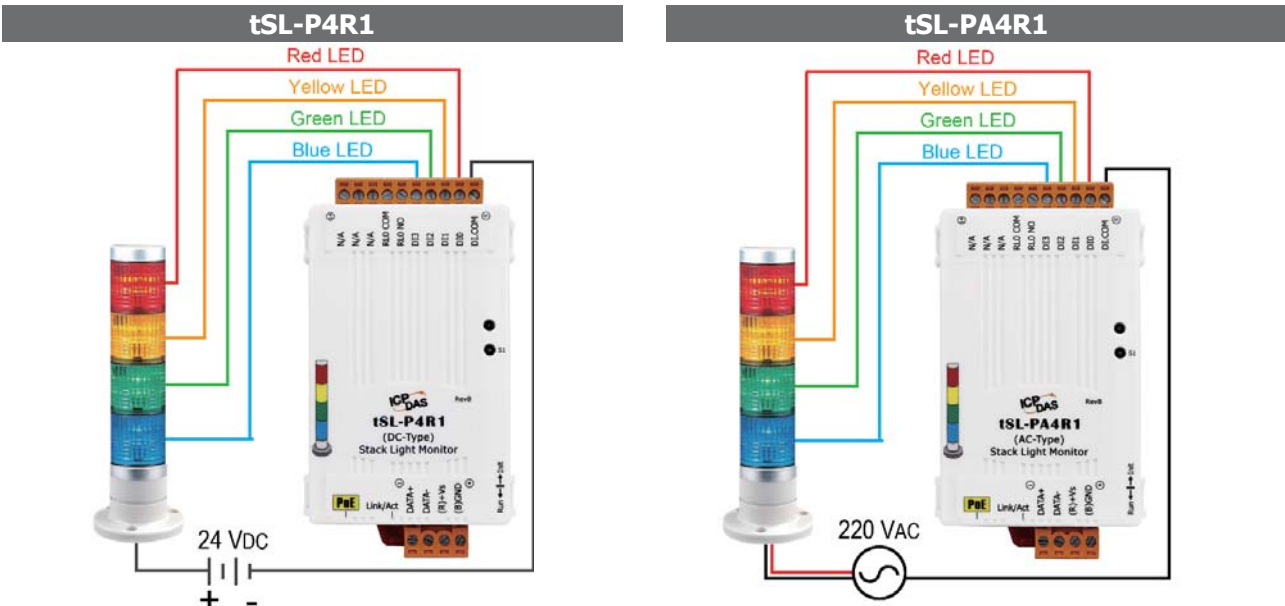 tSL-P4R1
Red LED
Yellow LED
Green LED
Blue LED
N/A
N/A
N/A
RL0 COM
RL0 NO
DI3
DI2
DI1
DI0
DI.COM
S1
ICP DAS
RevB
tSL-P4R1
(DC-Type)
Stack Light Monitor
PoE
Link/Act
DATA+
DATA-
(R)+Vs
(B)GND
Run
Init
24 VDC
+ -
tSL-PA4R1
Red LED
Yellow LED
Green LED
Blue LED
N/A
N/A
N/A
RL0 COM
RL0 NO
DI3
DI2
DI1
DI0
DI.COM
S1
ICP DAS
RevB
tSL-PA4R1
(AC-Type)
Stack Light Monitor
PoE
Link/Act
DATA+
DATA-
(R)+Vs
(B)GND
Run
Init
220 VAC